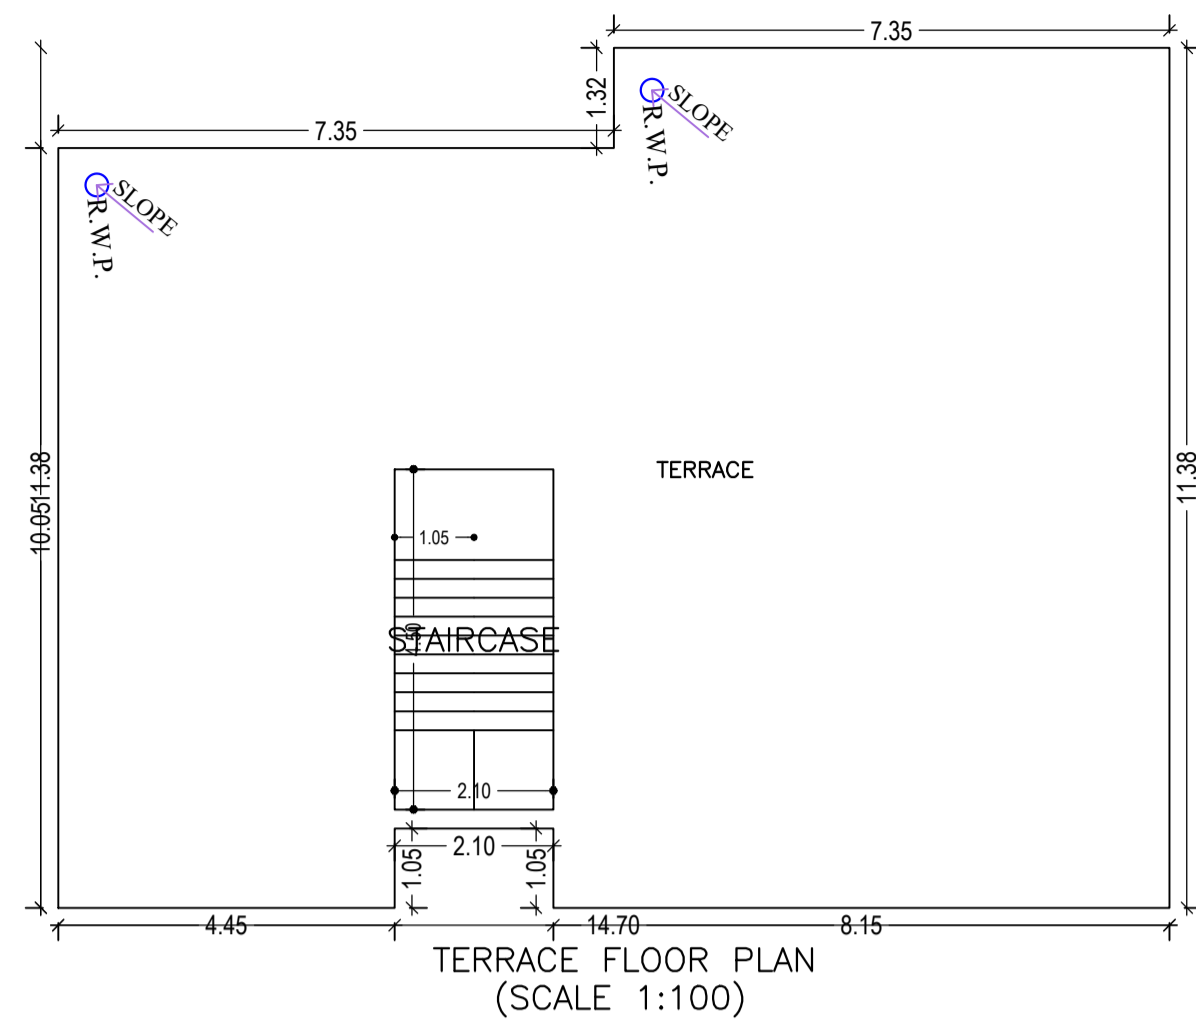 7.35
1.32
SLOPE
R.W.P.
7.35
SLOPE
R.W.P.
10.05
11.38
TERRACE
11.38
1.05
STAIRCASE
4.50
2.10
1.05
2.10
1.05
4.45
14.70
8.15
TERRACE FLOOR PLAN
(SCALE 1:100)